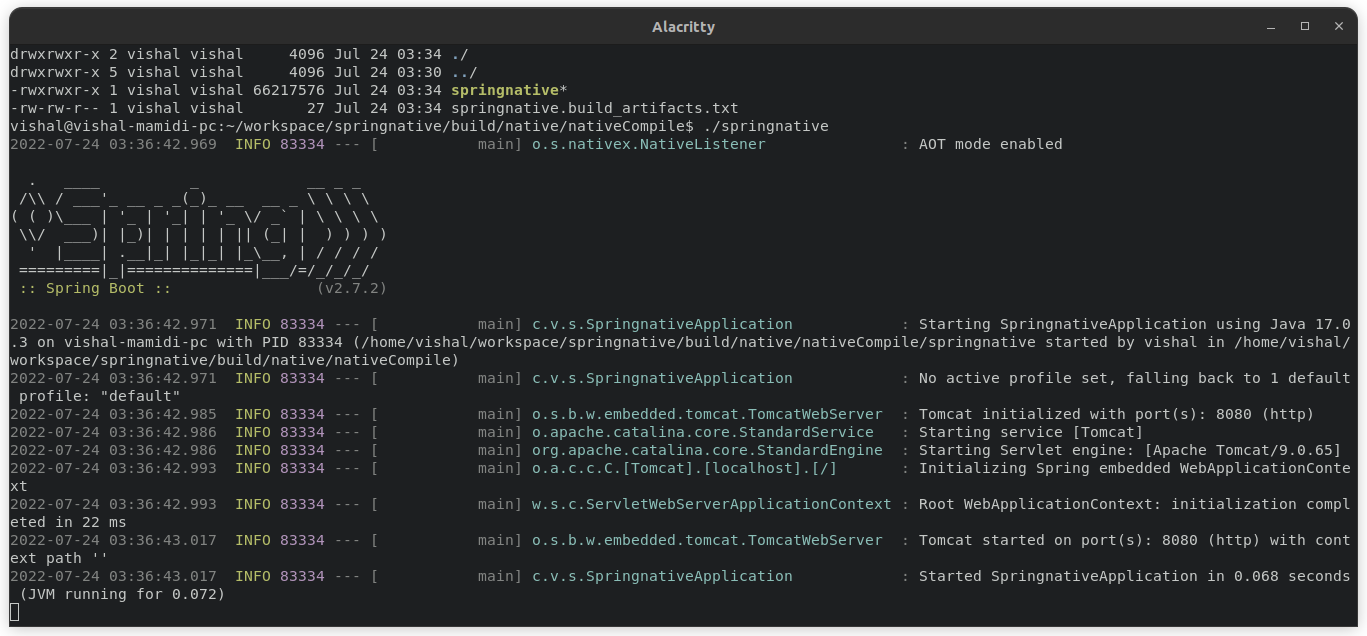 Alacritty
drwxrwxr-x 2 vishal vishal     4096 Jul 24 03:34 ./
drwxrwxr-x 5 vishal vishal     4096 Jul 24 03:30 ../
-rwxrwxr-x 1 vishal vishal 66217576 Jul 24 03:34 springnative*
-rw-rw-r-- 1 vishal vishal       27 Jul 24 03:34 springnative.build_artifacts.txt
vishal@vishal-mamidi-pc:~/workspace/springnative/build/native/nativeCompile$ ./springnative
2022-07-24 03:36:42.969  INFO 83334 --- [           main] o.s.nativex.NativeListener               : AOT mode enabled

  .   ____          _            __ _ _
 /\\ / ___'_ __ _ _(_)_ __  __ _ \ \ \ \
( ( )\___ | '_ | '_| | '_ \/ _` | \ \ \ \
 \\/  ___)| |_)| | | | | || (_| |  ) ) ) )
  '  |____| .__|_| |_|_| |_\__, | / / / /
 =========|_|==============|___/=/_/_/_/
 :: Spring Boot ::                (v2.7.2)

2022-07-24 03:36:42.971  INFO 83334 --- [           main] c.v.s.SpringnativeApplication            : Starting SpringnativeApplication using Java 17.0
.3 on vishal-mamidi-pc with PID 83334 (/home/vishal/workspace/springnative/build/native/nativeCompile/springnative started by vishal in /home/vishal/
workspace/springnative/build/native/nativeCompile)
2022-07-24 03:36:42.971  INFO 83334 --- [           main] c.v.s.SpringnativeApplication            : No active profile set, falling back to 1 default
 profile: "default"
2022-07-24 03:36:42.985  INFO 83334 --- [           main] o.s.b.w.embedded.tomcat.TomcatWebServer  : Tomcat initialized with port(s): 8080 (http)
2022-07-24 03:36:42.986  INFO 83334 --- [           main] o.apache.catalina.core.StandardService   : Starting service [Tomcat]
2022-07-24 03:36:42.986  INFO 83334 --- [           main] org.apache.catalina.core.StandardEngine  : Starting Servlet engine: [Apache Tomcat/9.0.65]
2022-07-24 03:36:42.993  INFO 83334 --- [           main] o.a.c.c.C.[Tomcat].[localhost].[/]       : Initializing Spring embedded WebApplicationConte
xt
2022-07-24 03:36:42.993  INFO 83334 --- [           main] w.s.c.ServletWebServerApplicationContext : Root WebApplicationContext: initialization compl
eted in 22 ms
2022-07-24 03:36:43.017  INFO 83334 --- [           main] o.s.b.w.embedded.tomcat.TomcatWebServer  : Tomcat started on port(s): 8080 (http) with cont
ext path ''
2022-07-24 03:36:43.017  INFO 83334 --- [           main] c.v.s.SpringnativeApplication            : Started SpringnativeApplication in 0.068 seconds
 (JVM running for 0.072)